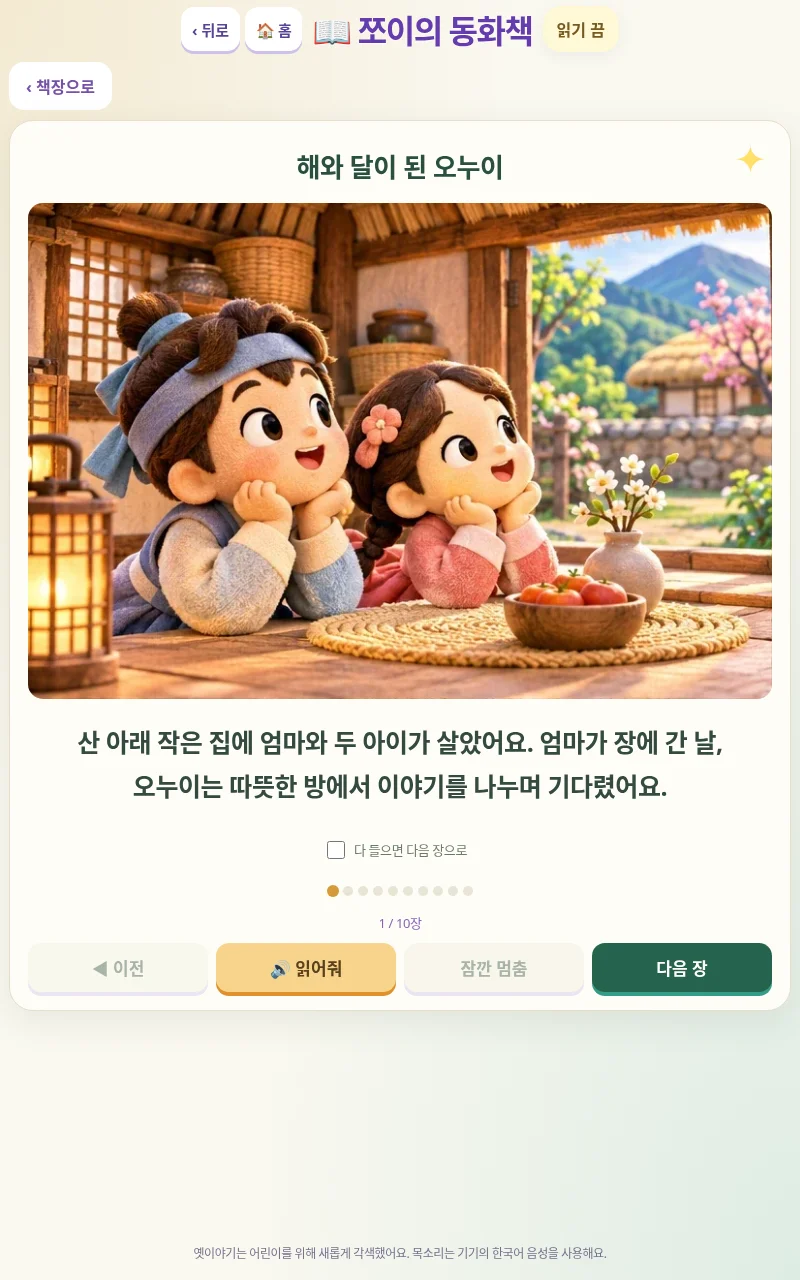 ‹ 뒤로 🏠 홈 📖 쪼이의 동화책 읽기 끔
‹ 책장으로
해와 달이 된 오누이
산 아래 작은 집에 엄마와 두 아이가 살았어요. 엄마가 장에 간 날,
오누이는 따뜻한 방에서 이야기를 나누며 기다렸어요.
다 들으면 다음 장으로
1 / 10장
◀ 이전 🔊 읽어줘 잠깐 멈춤 다음 장
옛이야기는 어린이를 위해 새롭게 각색했어요. 목소리는 기기의 한국어 음성을 사용해요.